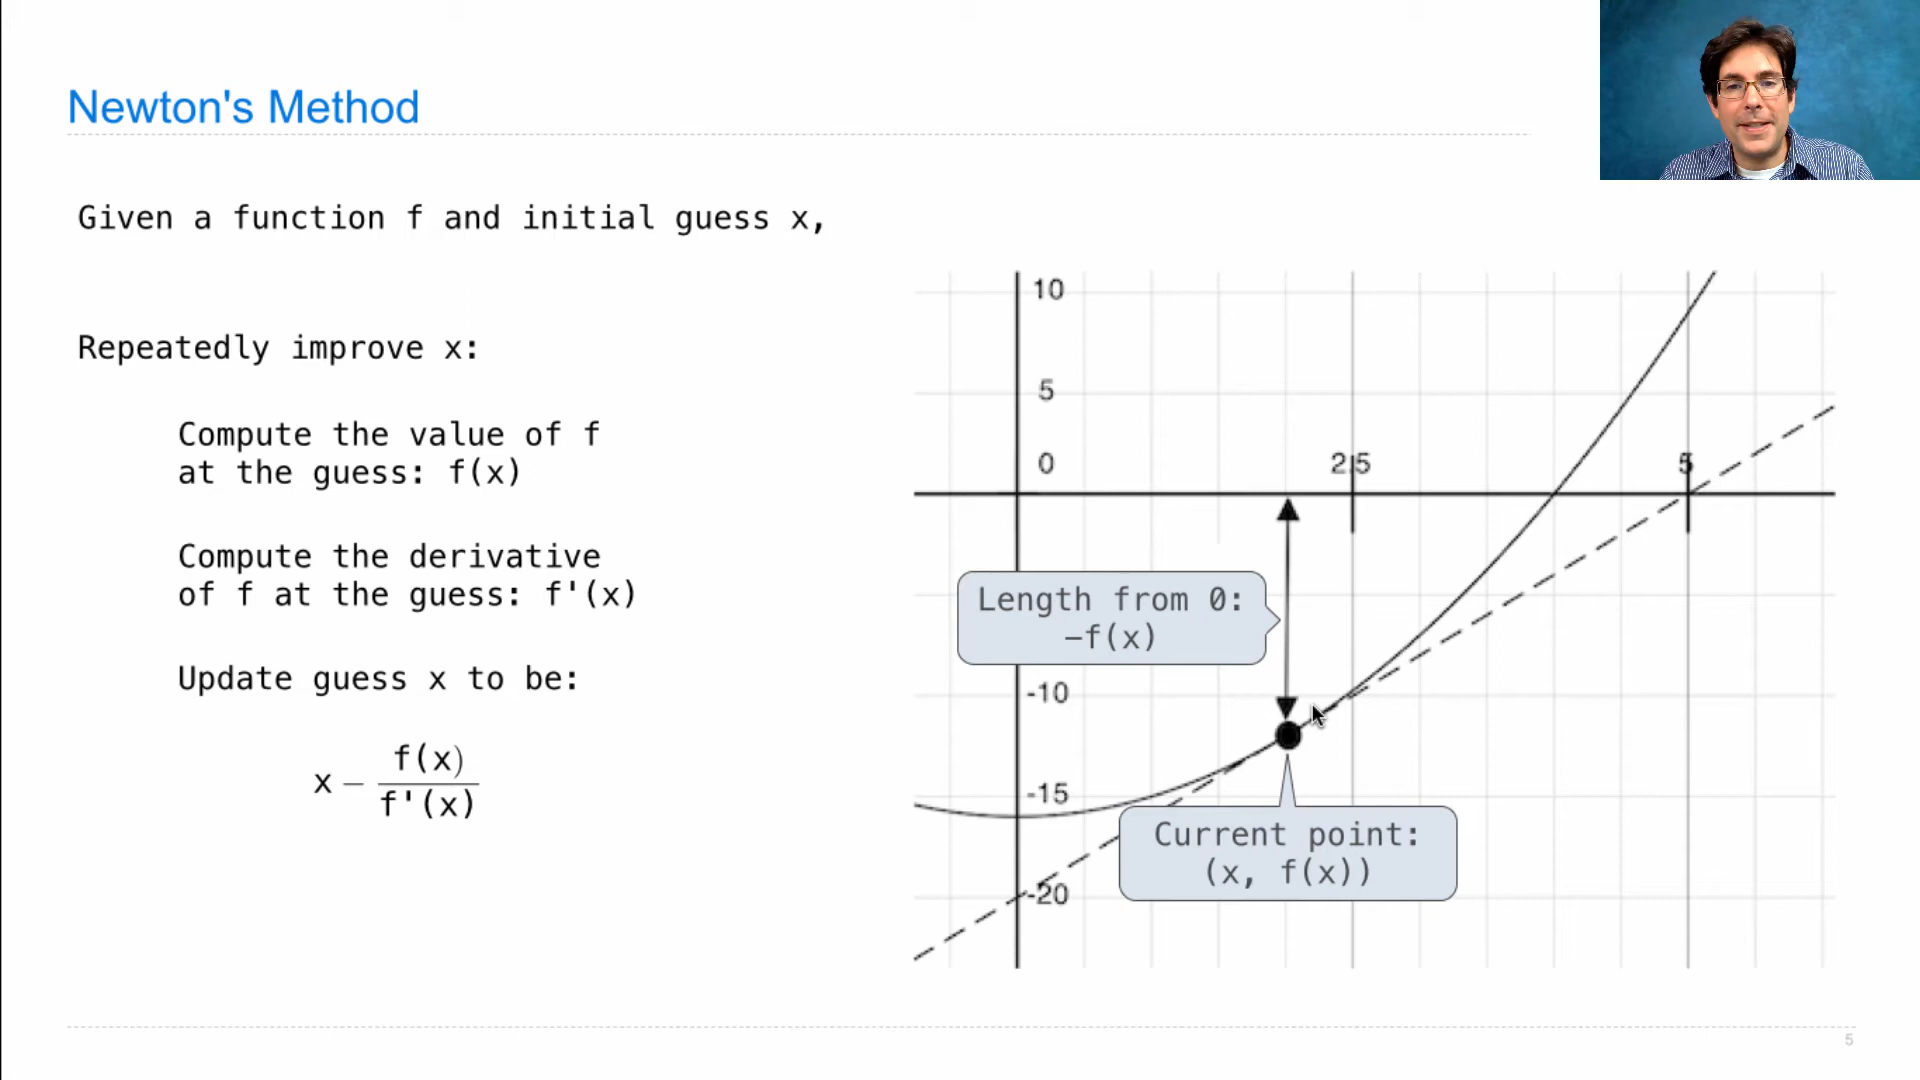 Newton's Method
Given a function f and initial guess x,
Repeatedly improve x:
Compute the value of f
at the guess: f(x)
Compute the derivative
of f at the guess: f'(x)
Update guess x to be:
x − f(x)
f'(x)
10
5
0
2.5
5
Length from 0:
−f(x)
-10
-15
-20
Current point:
(x, f(x))
5